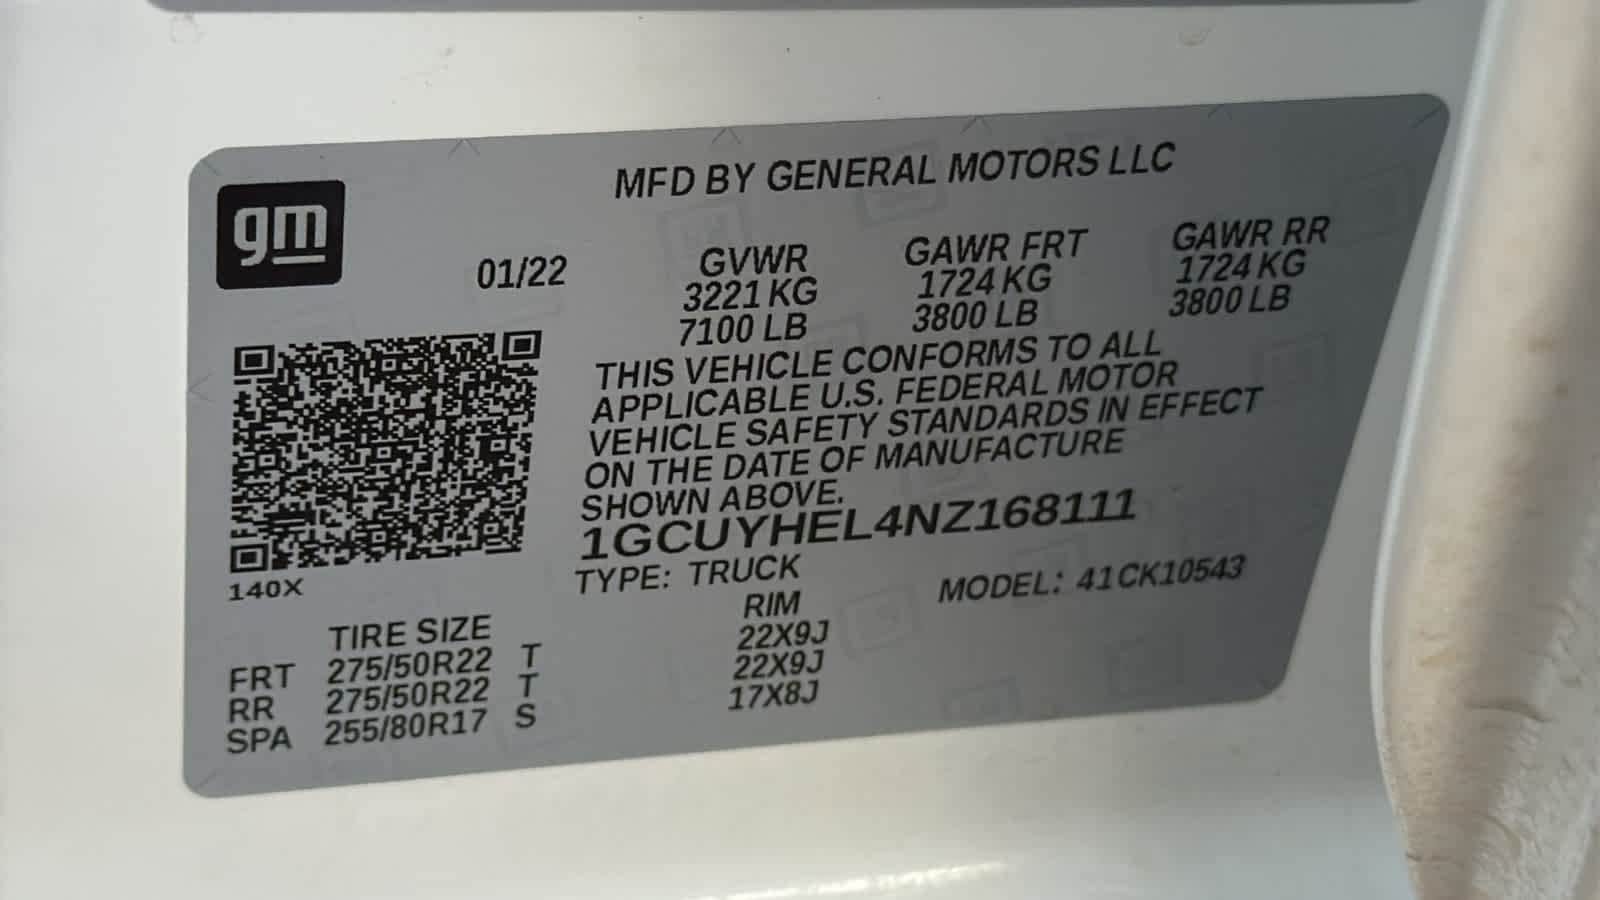 gm
MFD BY GENERAL MOTORS LLC
01/22
GVWR GAWR FRT GAWR RR
3221 KG 1724 KG 1724 KG
7100 LB 3800 LB 3800 LB
THIS VEHICLE CONFORMS TO ALL
APPLICABLE U.S. FEDERAL MOTOR
VEHICLE SAFETY STANDARDS IN EFFECT
ON THE DATE OF MANUFACTURE
SHOWN ABOVE.
1GCUYHEL4NZ168111
140X
TYPE: TRUCK MODEL: 41CK10543
TIRE SIZE RIM
FRT 275/50R22 T 22X9J
RR 275/50R22 T 22X9J
SPA 255/80R17 S 17X8J